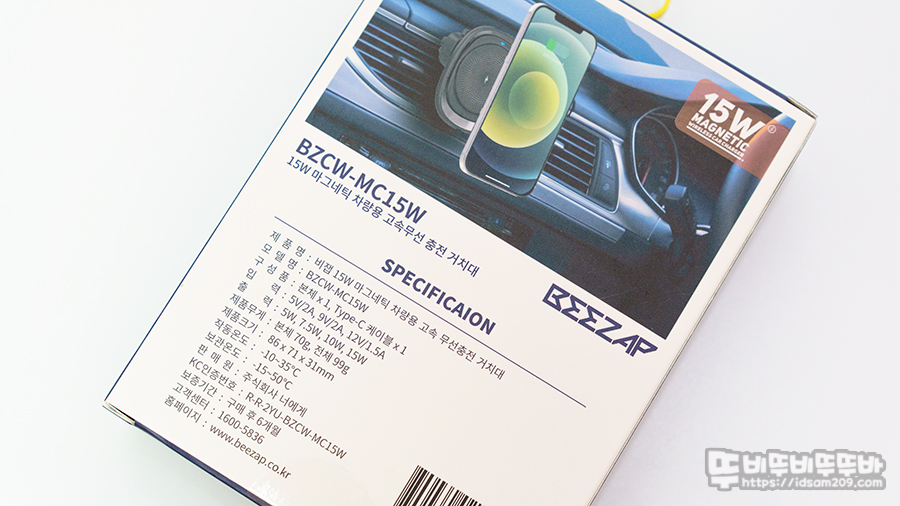 15W
MAGNETIC
WIRELESS CAR CHARGER
BZCW-MC15W
15W 마그네틱 차량용 고속무선 충전 거치대
BEEZAP
SPECIFICAION
제 품 명 : 비잽 15W 마그네틱 차량용 고속 무선충전 거치대
모 델 명 : BZCW-MC15W
구 성 품 : 본체 x 1, Type-C 케이블 x 1
입 력 : 5V/2A, 9V/2A, 12V/1.5A
출 력 : 5W, 7.5W, 10W, 15W,
제품무게 : 본체 70g, 전체 99g
제품크기 : 86 x 71 x 31mm
작동온도 : -10~35℃
보관온도 : -15-50℃
판 매 원 : 주식회사 너에게
KC인증번호 : R-R-2YU-BZCW-MC15W
보증기간 : 구매 후 6개월
고객센터 : 1600-5836
홈페이지 : www.beezap.co.kr
뚜비뚜비뚜뚜바
https://idsam209.com/